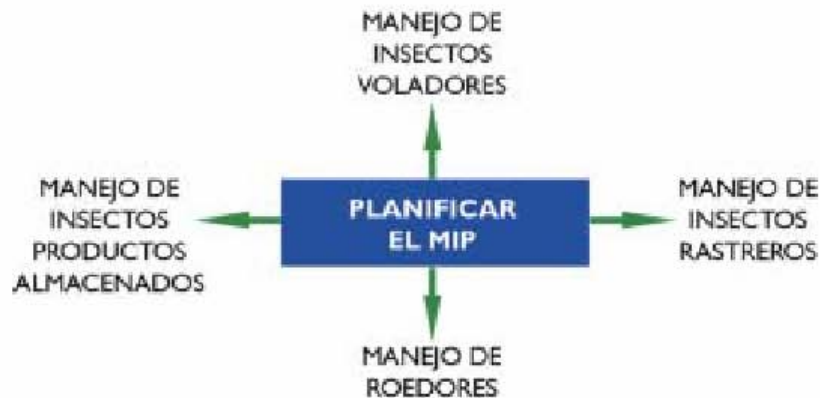 MANEJO DE
INSECTOS
VOLADORES
MANEJO DE
INSECTOS
PRODUCTOS
ALMACENADOS
PLANIFICAR
EL MIP
MANEJO DE
INSECTOS
RASTREROS
MANEJO DE
ROEDORES